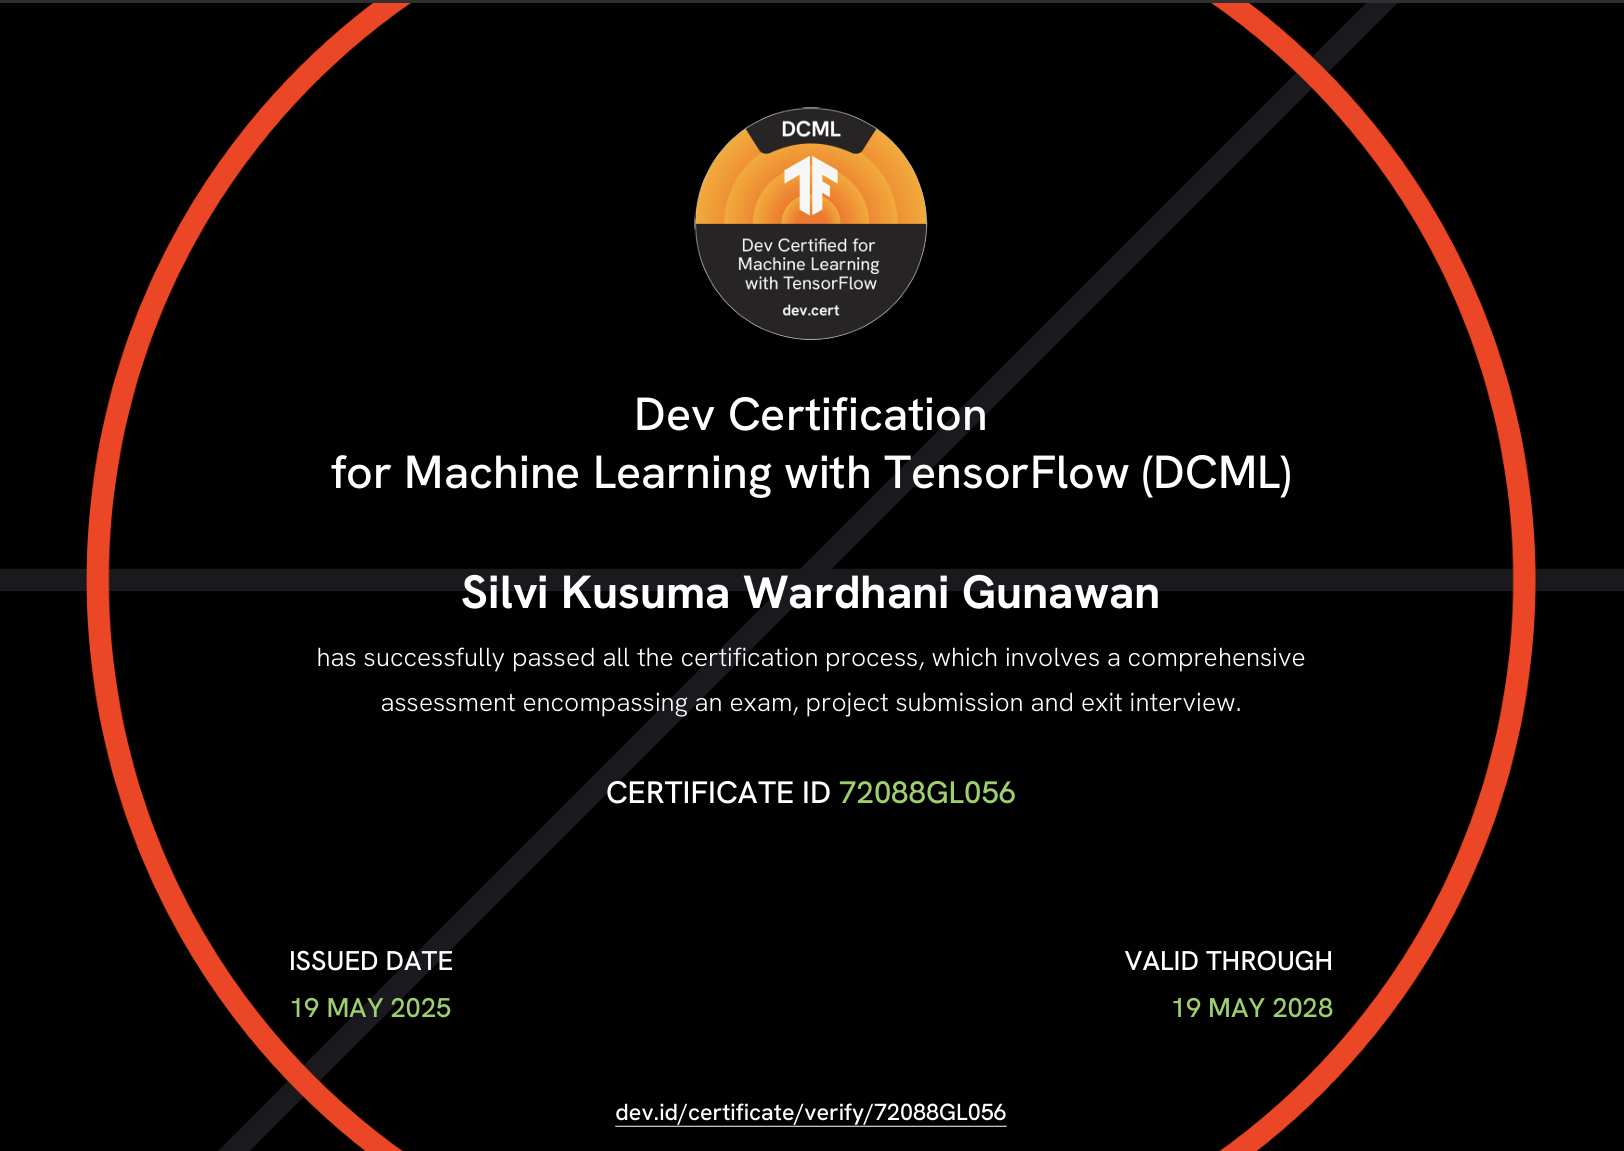 DCML
Dev Certified for
Machine Learning
with TensorFlow
dev.cert
Dev Certification
for Machine Learning with TensorFlow (DCML)
Silvi Kusuma Wardhani Gunawan
has successfully passed all the certification process, which involves a comprehensive
assessment encompassing an exam, project submission and exit interview.
CERTIFICATE ID 72088GL056
ISSUED DATE
19 MAY 2025
VALID THROUGH
19 MAY 2028
dev.id/certificate/verify/72088GL056